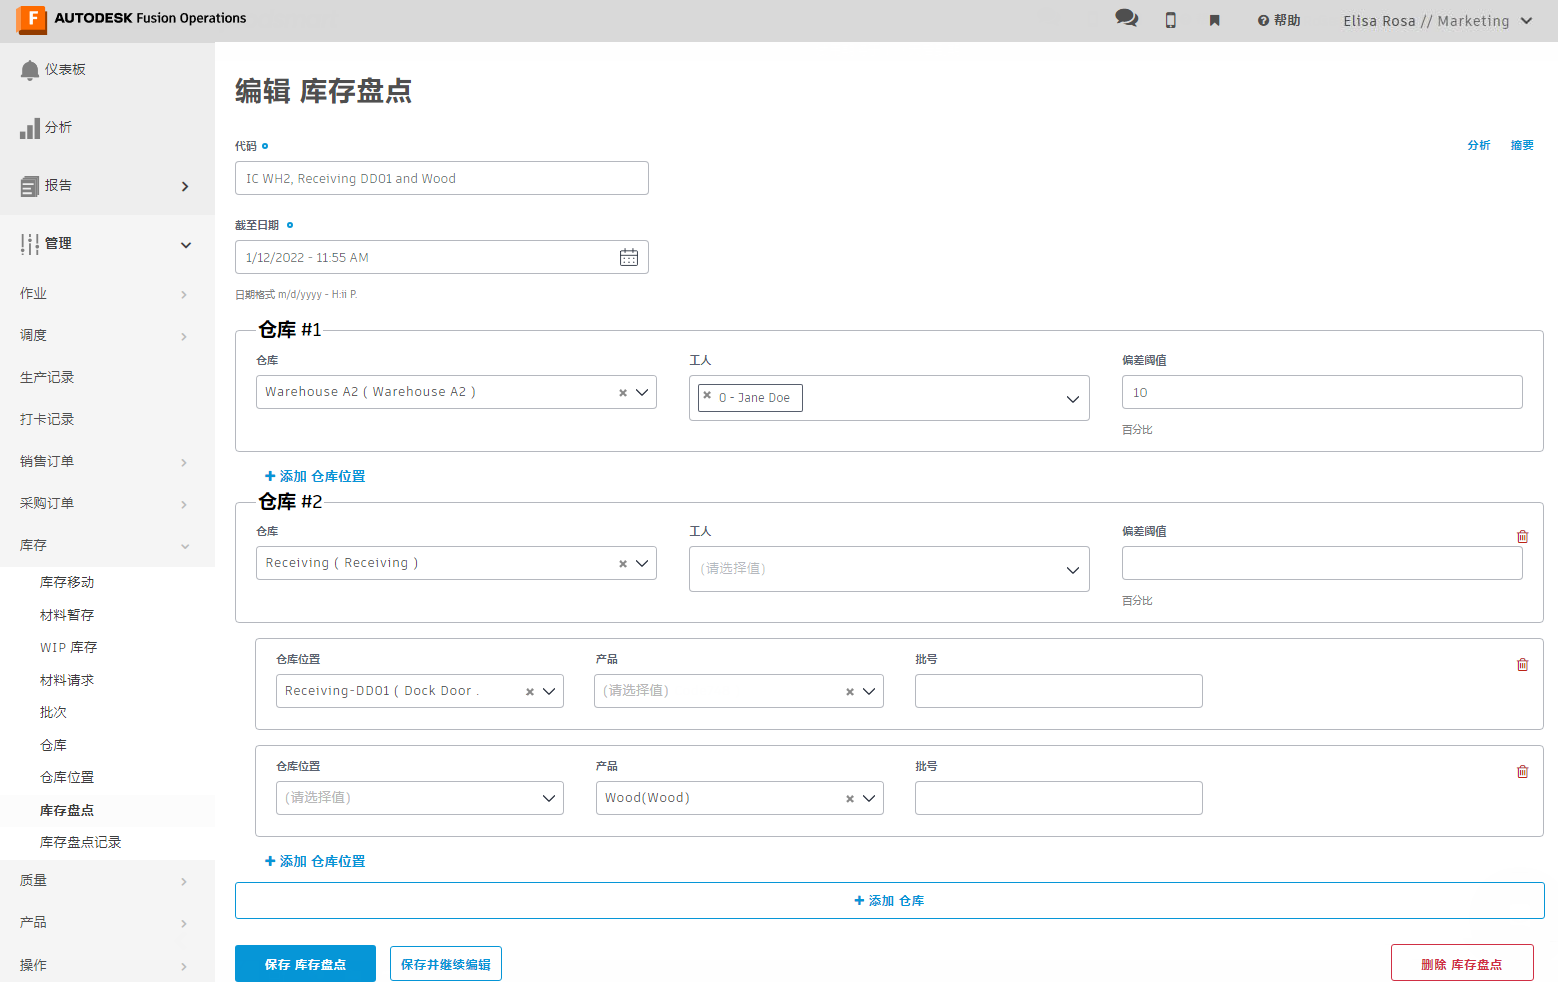 AUTODESK Fusion Operations
帮助
Elisa Rosa // Marketing
仪表板
分析
报告
管理
作业
调度
生产记录
打卡记录
销售订单
采购订单
库存
库存移动
材料暂存
WIP 库存
材料请求
批次
仓库
仓库位置
库存盘点
库存盘点记录
质量
产品
操作
编辑 库存盘点
分析 摘要
代码
IC WH2, Receiving DD01 and Wood
截至日期
1/12/2022 - 11:55 AM
日期格式 m/d/yyyy - H:ii P.
仓库 #1
仓库 工人 偏差阈值
Warehouse A2 ( Warehouse A2 ) 0 - Jane Doe 10
百分比
添加 仓库位置
仓库 #2
仓库 工人 偏差阈值
Receiving ( Receiving ) (请选择值)
百分比
仓库位置 产品 批号
Receiving-DD01 ( Dock Door . (请选择值)
仓库位置 产品 批号
(请选择值) Wood(Wood)
添加 仓库位置
添加 仓库
保存 库存盘点 保存并继续编辑 删除 库存盘点